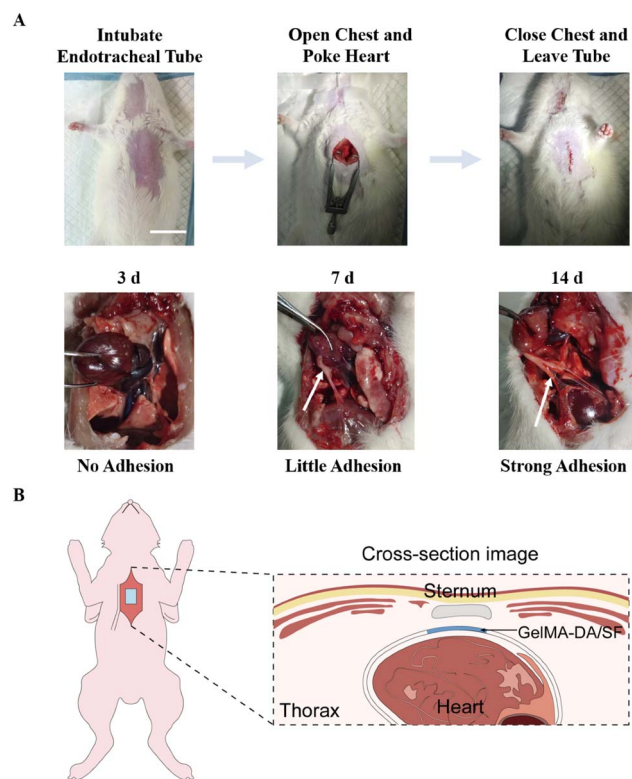 A
Intubate
Endotracheal Tube
Open Chest and
Poke Heart
Close Chest and
Leave Tube
3 d
7 d
14 d
No Adhesion
Little Adhesion
Strong Adhesion
B
Cross-section image
Sternum
GelMA-DA/SF
Thorax
Heart